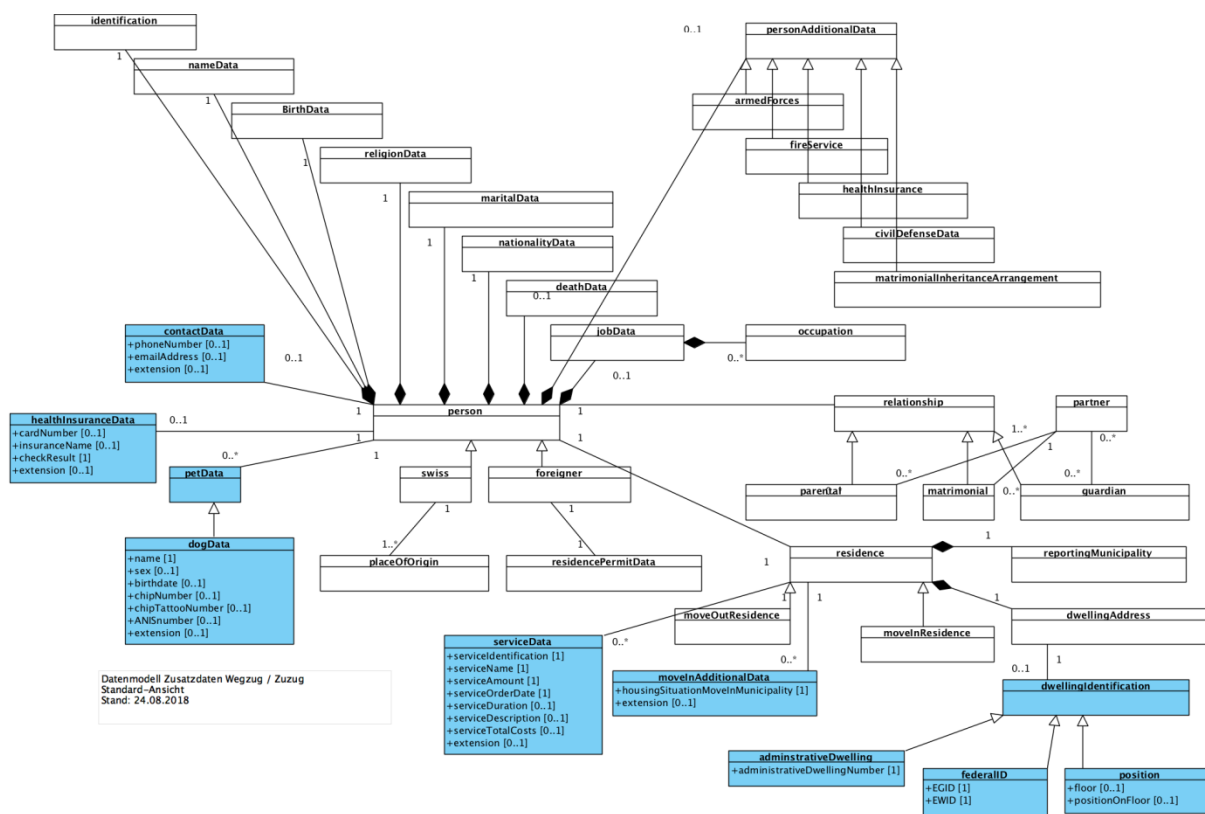 identification
1
nameData
1
BirthData
1
religionData
1
maritalData
1
nationalityData
1
deathData
0..1
personAdditionalData
0..1
armedForces
fireService
healthInsurance
civilDefenseData
matrimonialInheritanceArrangement
jobData
0..1
occupation
0..*
contactData
+phoneNumber [0..1]
+emailAddress [0..1]
+extension [0..1]
0..1
1
person
1
relationship
partner
1..*
0..*
1
healthInsuranceData
+cardNumber [0..1]
+insuranceName [0..1]
+checkResult [1]
+extension [0..1]
0..1
1
1
1
petData
0..*
swiss
1
foreigner
1
parental
0..*
matrimonial
0..*
guardian
dogData
+name [1]
+sex [0..1]
+birthdate [0..1]
+chipNumber [0..1]
+chipTattooNumber [0..1]
+ANISnumber [0..1]
+extension [0..1]
1..*
placeOfOrigin
1
residencePermitData
1
residence
1
reportingMunicipality
moveOutResidence
1
1
moveInResidence
1
dwellingAddress
serviceData
+serviceIdentification [1]
+serviceName [1]
+serviceAmount [1]
+serviceOrderDate [1]
+serviceDuration [0..1]
+serviceDescription [0..1]
+serviceTotalCosts [0..1]
+extension [0..1]
0..*
moveInAdditionalData
+housingSituationMoveInMunicipality [1]
+extension [0..1]
0..*
0..1
1
dwellingIdentification
adminstrativeDwelling
+administrativeDwellingNumber [1]
federalID
+EGID [1]
+EWID [1]
position
+floor [0..1]
+positionOnFloor [0..1]
Datenmodell Zusatzdaten Wegzug / Zuzug
Standard-Ansicht
Stand: 24.08.2018